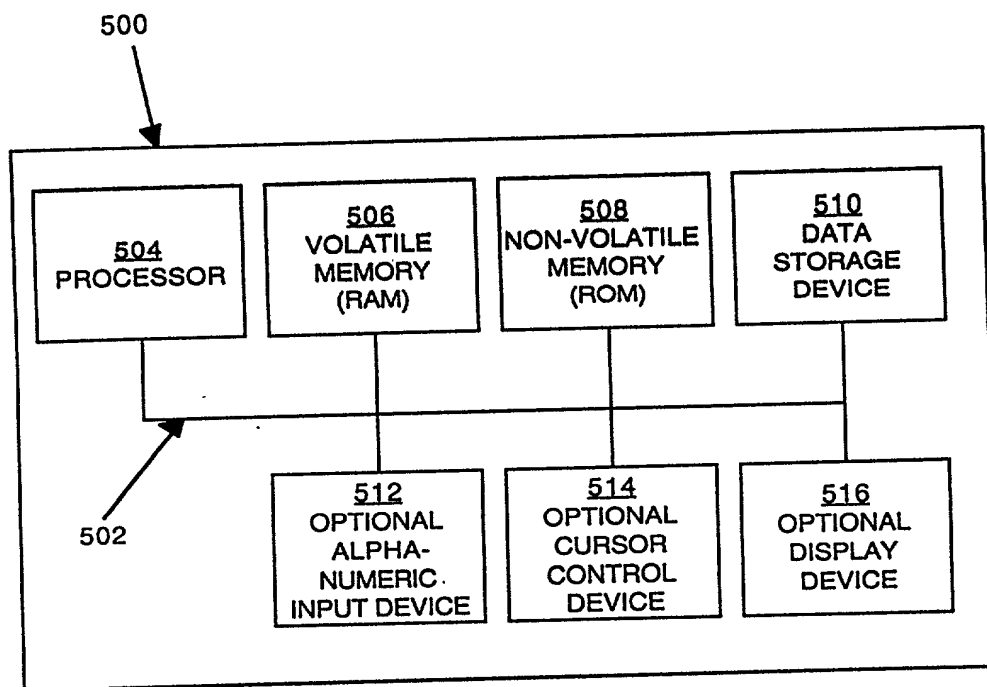 500
504
PROCESSOR
506
VOLATILE
MEMORY
(RAM)
508
NON-VOLATILE
MEMORY
(ROM)
510
DATA
STORAGE
DEVICE
502
512
OPTIONAL
ALPHA-
NUMERIC
INPUT DEVICE
514
OPTIONAL
CURSOR
CONTROL
DEVICE
516
OPTIONAL
DISPLAY
DEVICE